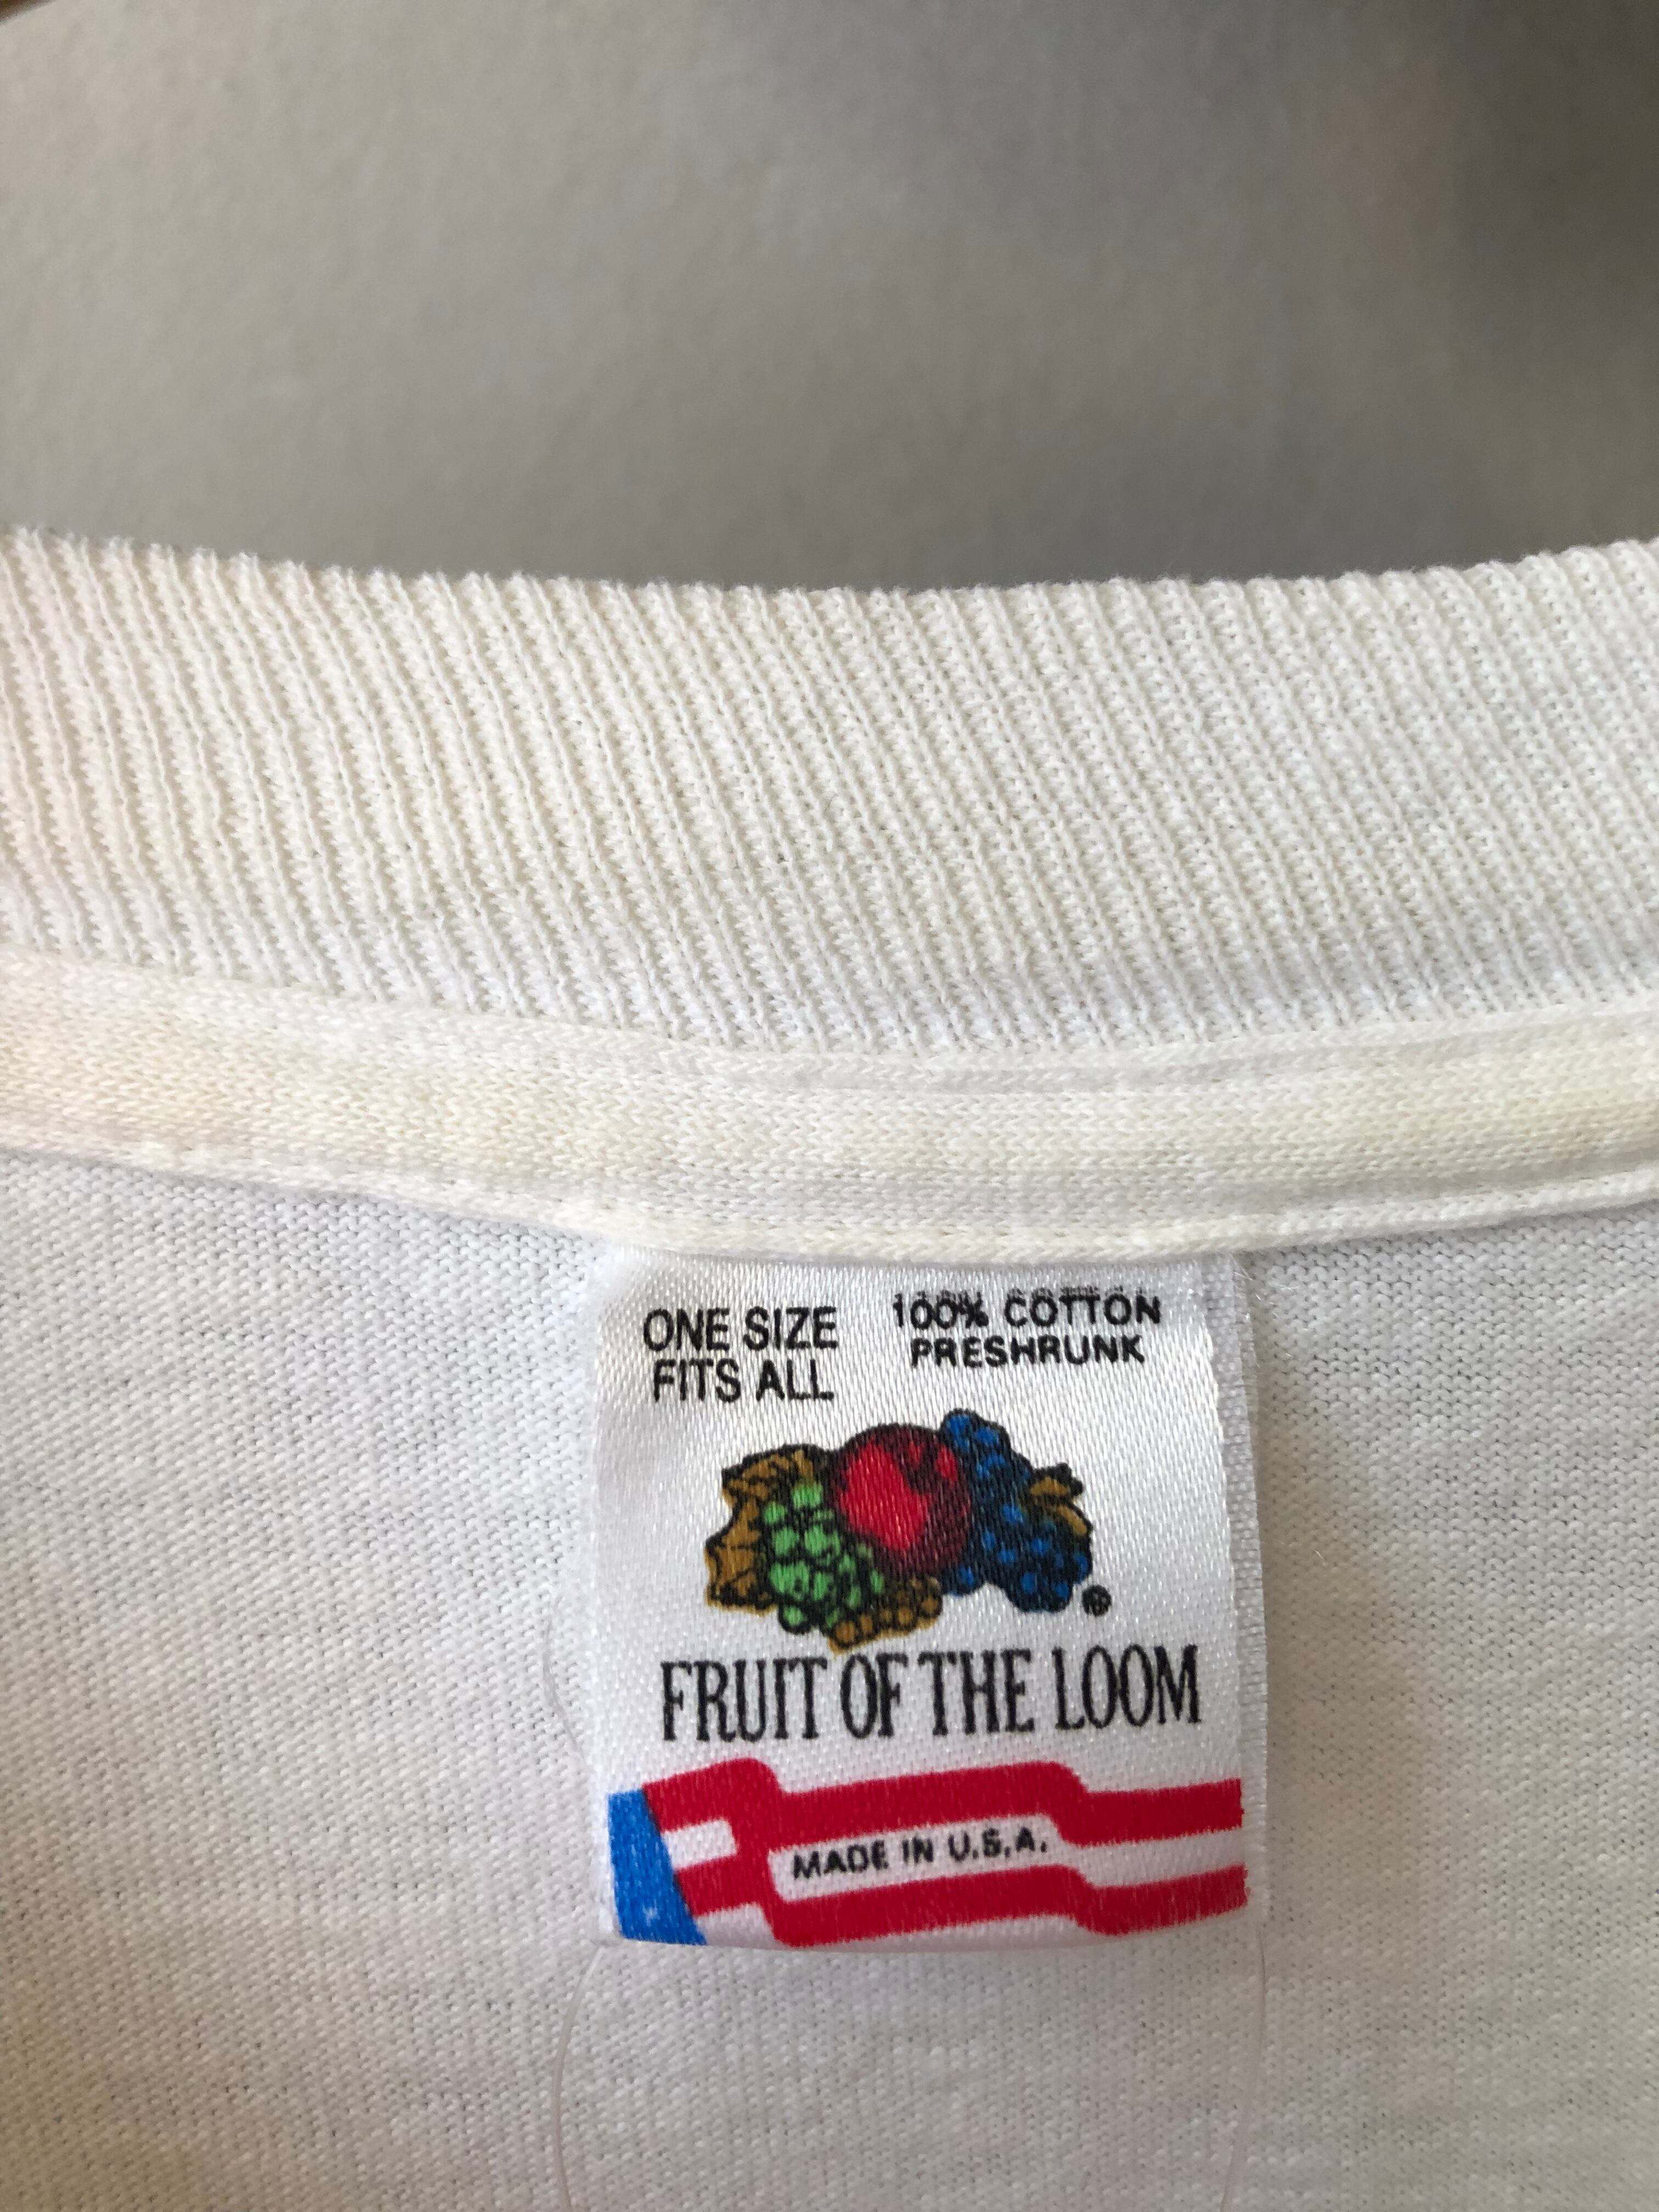 ONE SIZE
FITS ALL
100% COTTON
PRESHRUNK
®
FRUIT OF THE LOOM
MADE IN U.S.A.